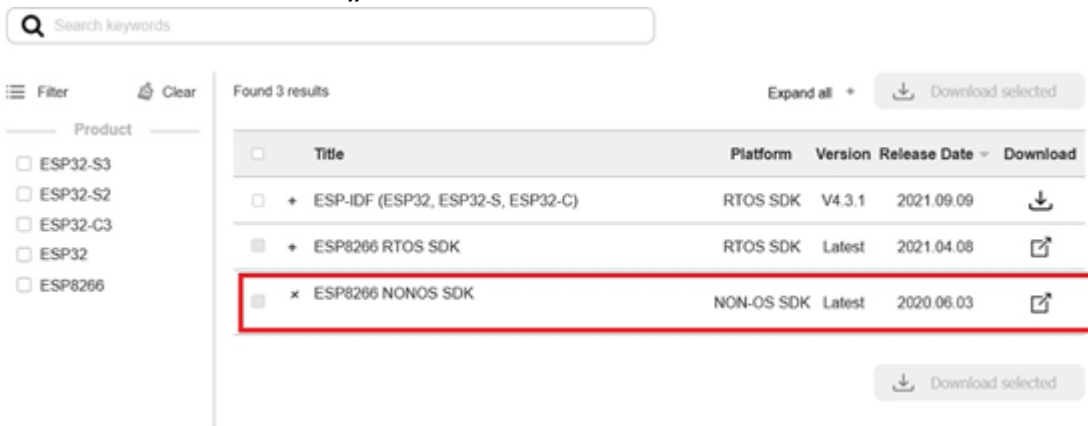 Search keywords
Filter Clear
Product
ESP32-S3
ESP32-S2
ESP32-C3
ESP32
ESP8266
Found 3 results Expand all + Download selected
Title Platform Version Release Date Download
+ ESP-IDF (ESP32, ESP32-S, ESP32-C) RTOS SDK V4.3.1 2021.09.09
+ ESP8266 RTOS SDK RTOS SDK Latest 2021.04.08
× ESP8266 NONOS SDK NON-OS SDK Latest 2020.06.03
Download selected